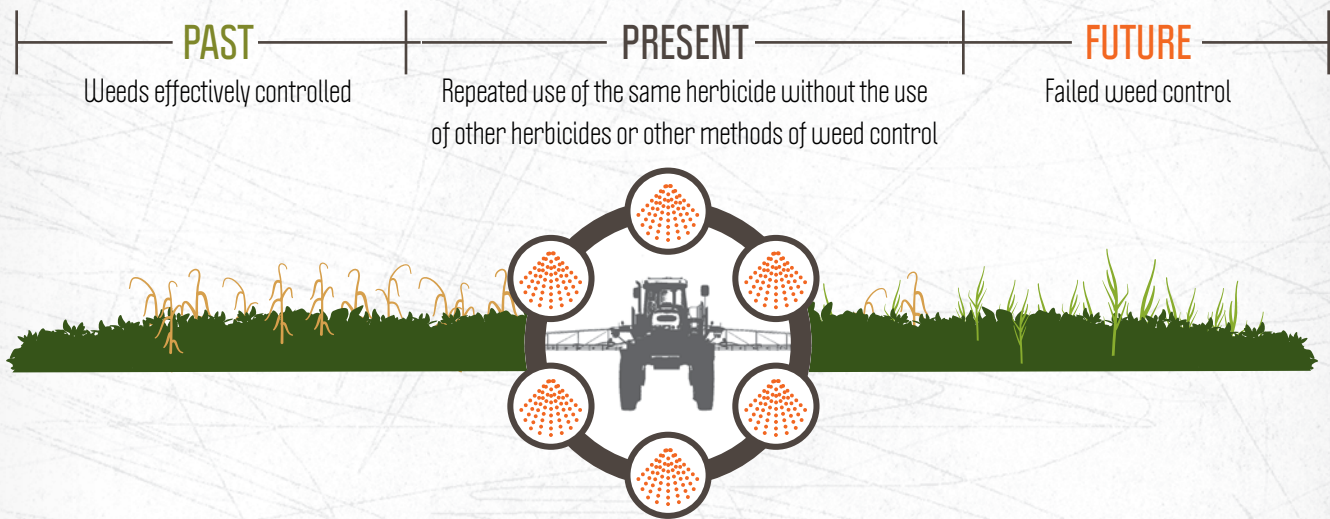 PAST
Weeds effectively controlled
PRESENT
Repeated use of the same herbicide without the use
of other herbicides or other methods of weed control
FUTURE
Failed weed control